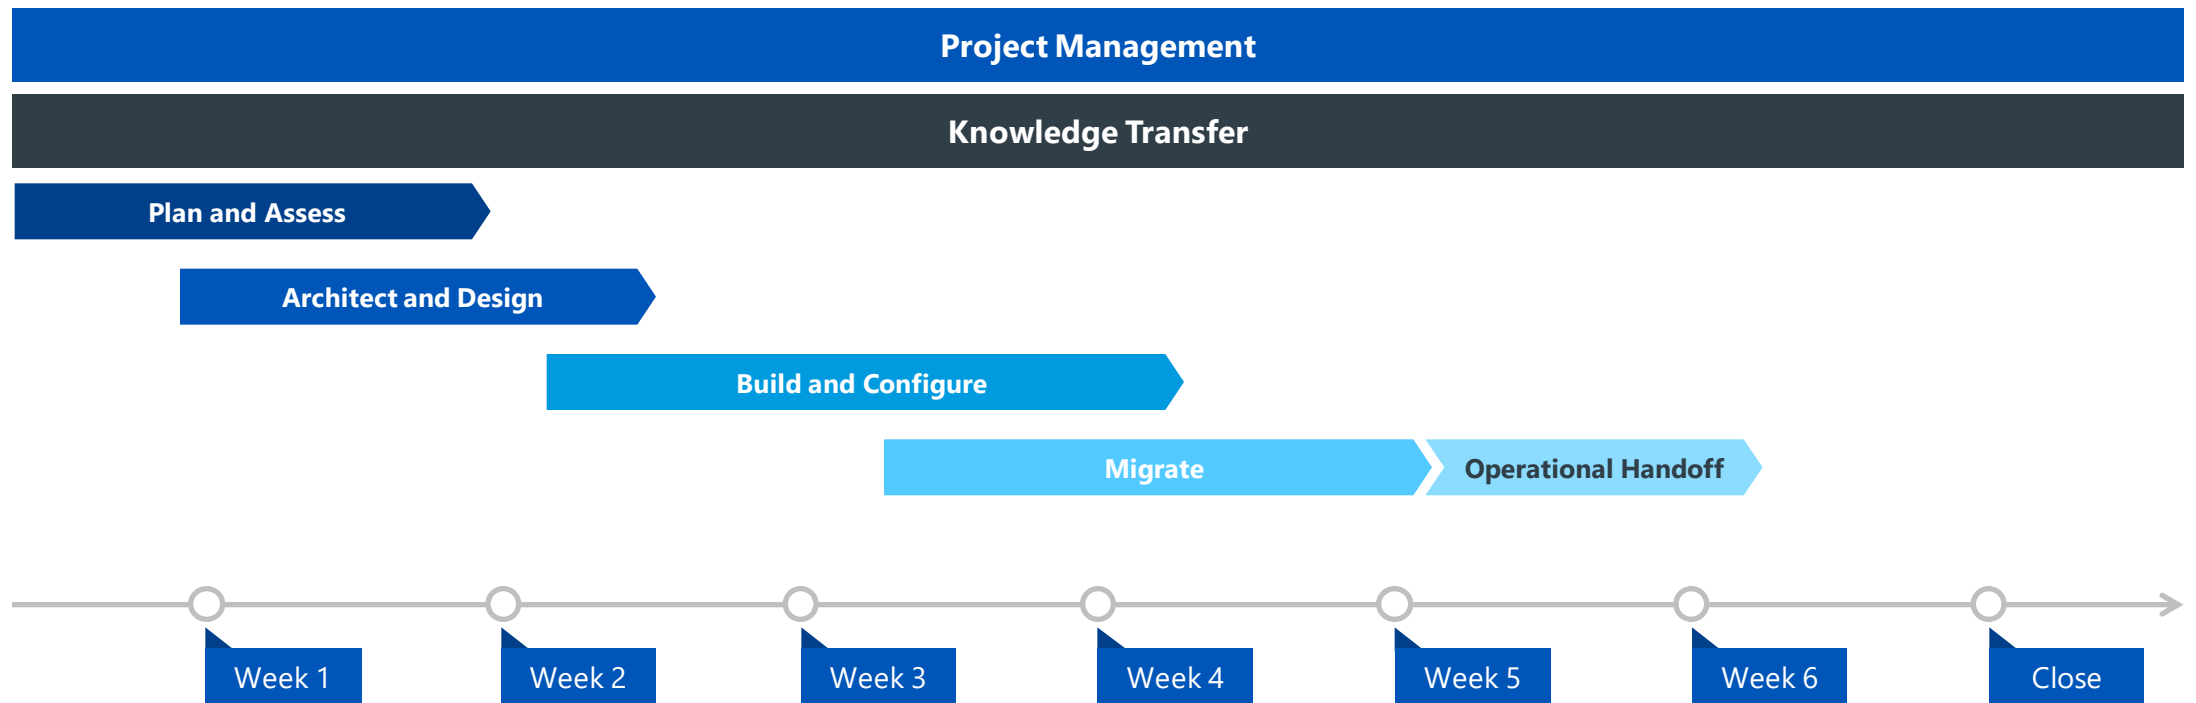 Project Management
Knowledge Transfer
Plan and Assess
Architect and Design
Build and Configure
Migrate
Operational Handoff
Week 1
Week 2
Week 3
Week 4
Week 5
Week 6
Close